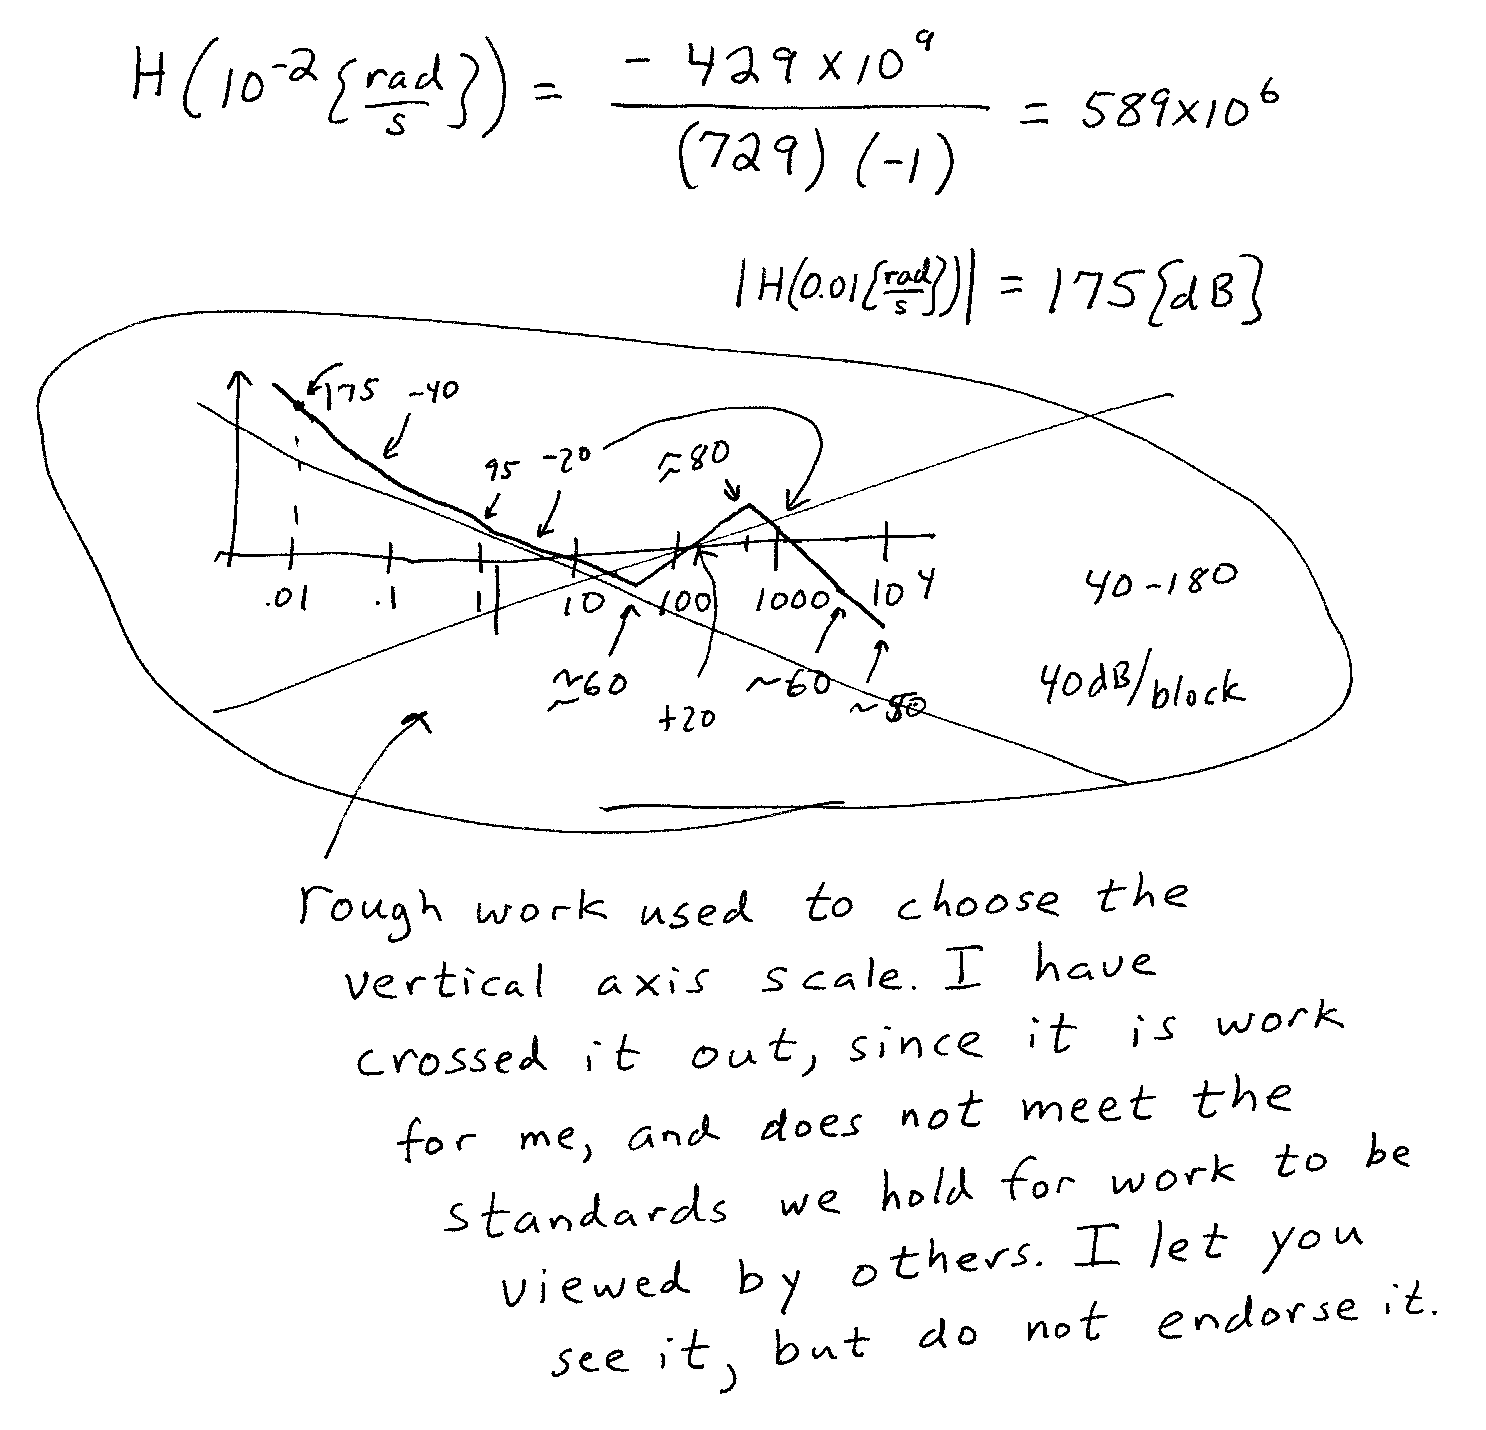 H(10^-2 {rad/s}) = - 429 x 10^9 / (729) (-1) = 589x10^6
|H(0.01{rad/s})| = 175{dB}
175 -40
95 -20 ≈80
.01 .1 1 10 100 1000 10^4
40-180
≈60 ~60
+20 ~80
40dB/block
rough work used to choose the
vertical axis scale. I have
crossed it out, since it is work
for me, and does not meet the
standards we hold for work to be
viewed by others. I let you
see it, but do not endorse it.